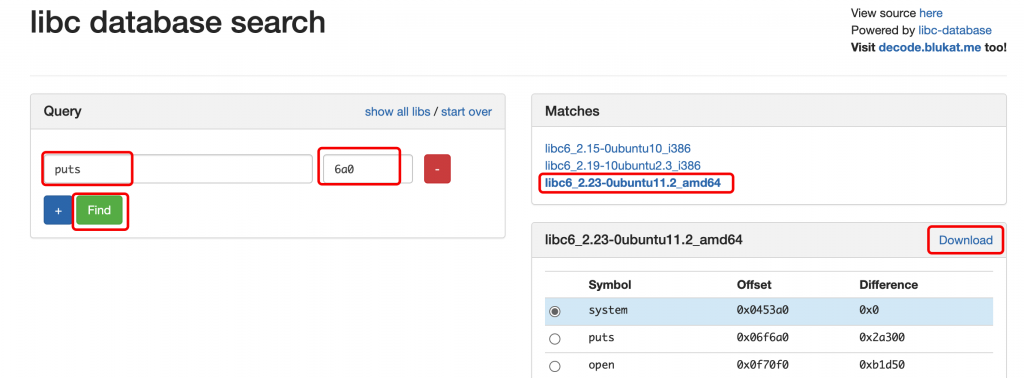 libc database search
View source here
Powered by libc-database
Visit decode.blukat.me too!
Query
show all libs / start over
puts
6a0
-
+
Find
Matches
libc6_2.15-0ubuntu10_i386
libc6_2.19-10ubuntu2.3_i386
libc6_2.23-0ubuntu11.2_amd64
libc6_2.23-0ubuntu11.2_amd64
Download
Symbol Offset Difference
system 0x0453a0 0x0
puts 0x06f6a0 0x2a300
open 0x0f70f0 0xb1d50